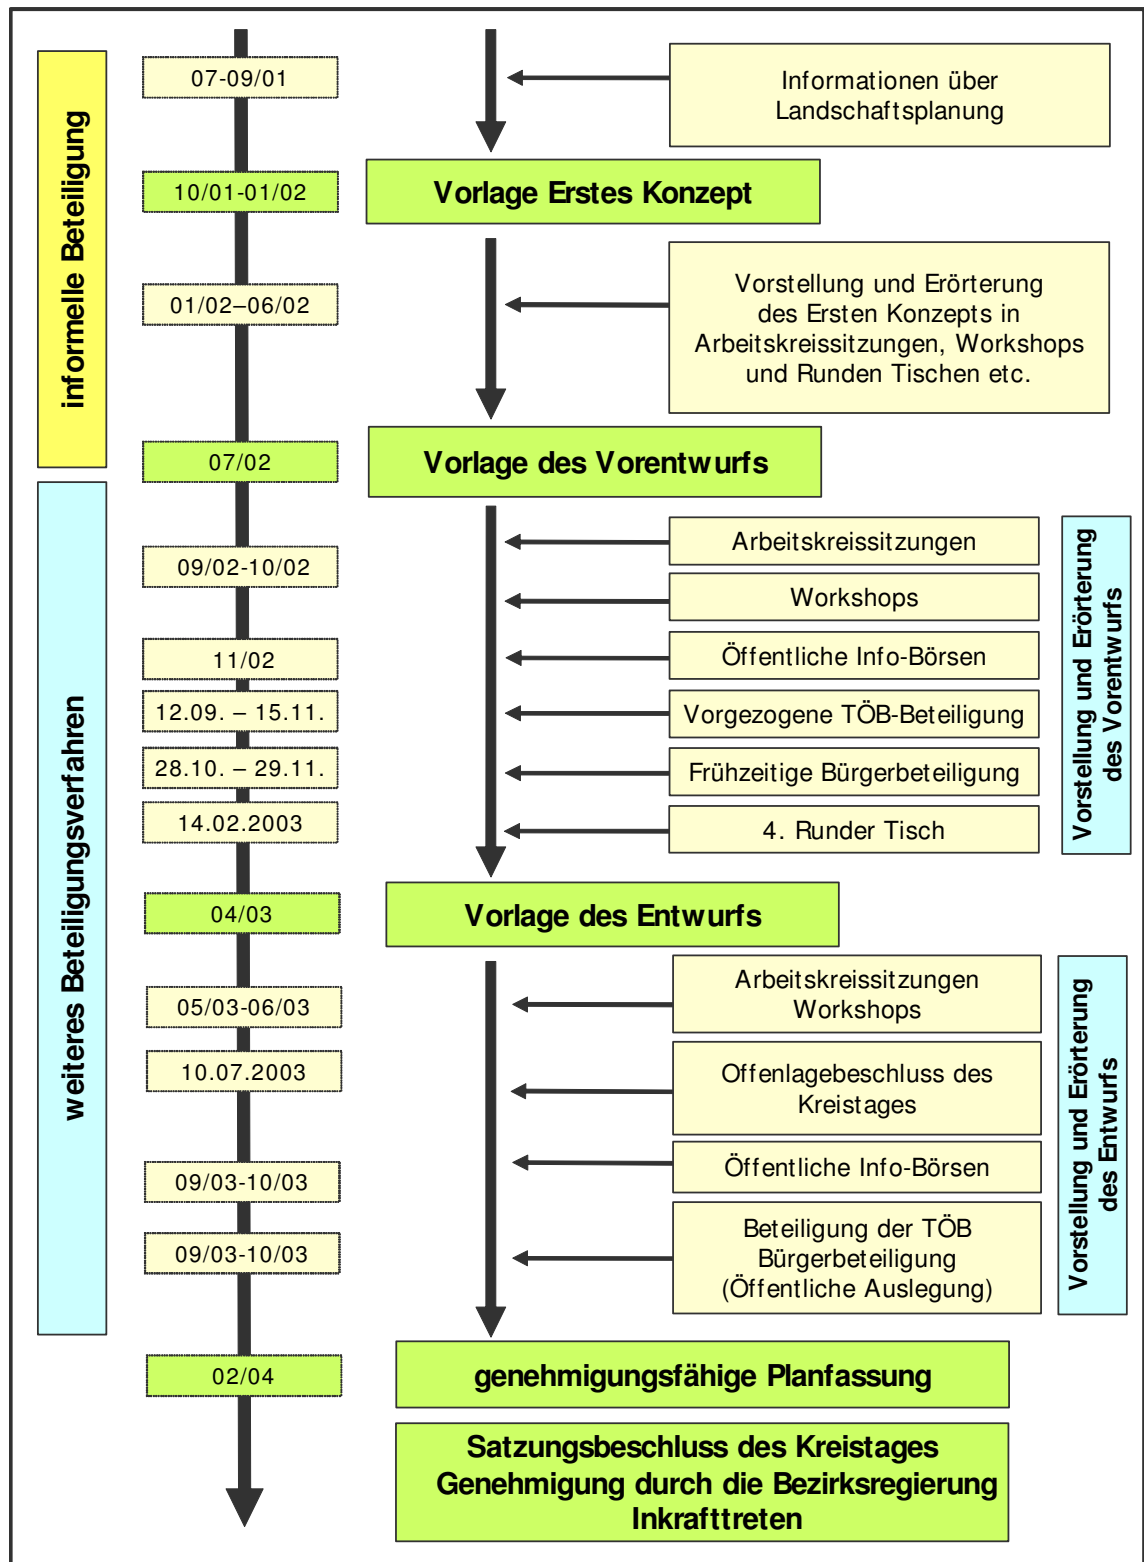 informelle Beteiligung
07-09/01
Informationen über
Landschaftsplanung
10/01-01/02
Vorlage Erstes Konzept
01/02–06/02
Vorstellung und Erörterung
des Ersten Konzepts in
Arbeitskreissitzungen, Workshops
und Runden Tischen etc.
07/02
Vorlage des Vorentwurfs
weiteres Beteiligungsverfahren
09/02-10/02
Arbeitskreissitzungen
Workshops
11/02
Öffentliche Info-Börsen
12.09. – 15.11.
Vorgezogene TÖB-Beteiligung
28.10. – 29.11.
Frühzeitige Bürgerbeteiligung
14.02.2003
4. Runder Tisch
Vorstellung und Erörterung
des Vorentwurfs
04/03
Vorlage des Entwurfs
05/03-06/03
Arbeitskreissitzungen
Workshops
10.07.2003
Offenlagebeschluss des
Kreistages
09/03-10/03
Öffentliche Info-Börsen
09/03-10/03
Beteiligung der TÖB
Bürgerbeteiligung
(Öffentliche Auslegung)
Vorstellung und Erörterung
des Entwurfs
02/04
genehmigungsfähige Planfassung
Satzungsbeschluss des Kreistages
Genehmigung durch die Bezirksregierung
Inkrafttreten